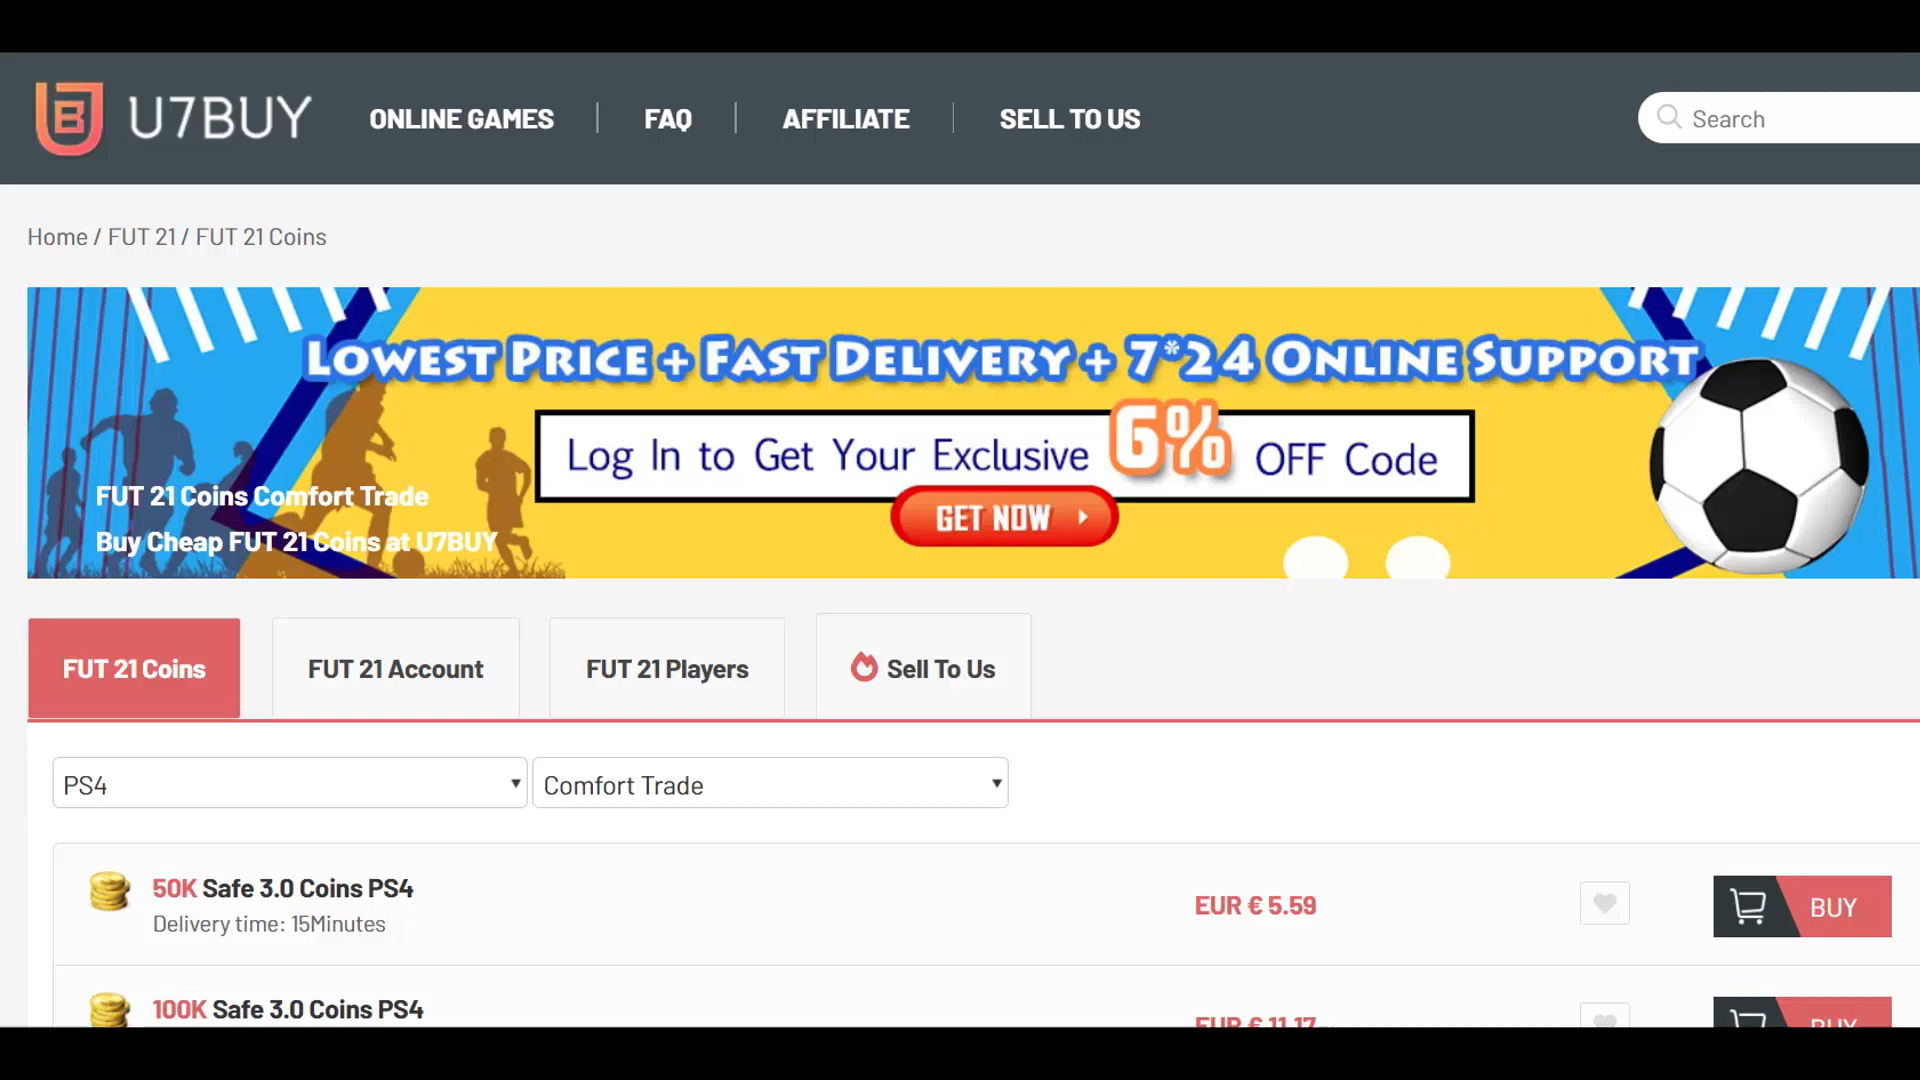 U7BUY
ONLINE GAMES
FAQ
AFFILIATE
SELL TO US
Search
Home / FUT 21 / FUT 21 Coins
LOWEST PRICE + FAST DELIVERY + 7*24 ONLINE SUPPORT
Log In to Get Your Exclusive 6% OFF Code
GET NOW
FUT 21 Coins Comfort Trade
Buy Cheap FUT 21 Coins at U7BUY
FUT 21 Coins
FUT 21 Account
FUT 21 Players
Sell To Us
PS4
Comfort Trade
50K Safe 3.0 Coins PS4
Delivery time: 15Minutes
EUR € 5.59
BUY
100K Safe 3.0 Coins PS4
EUR € 11.17
BUY